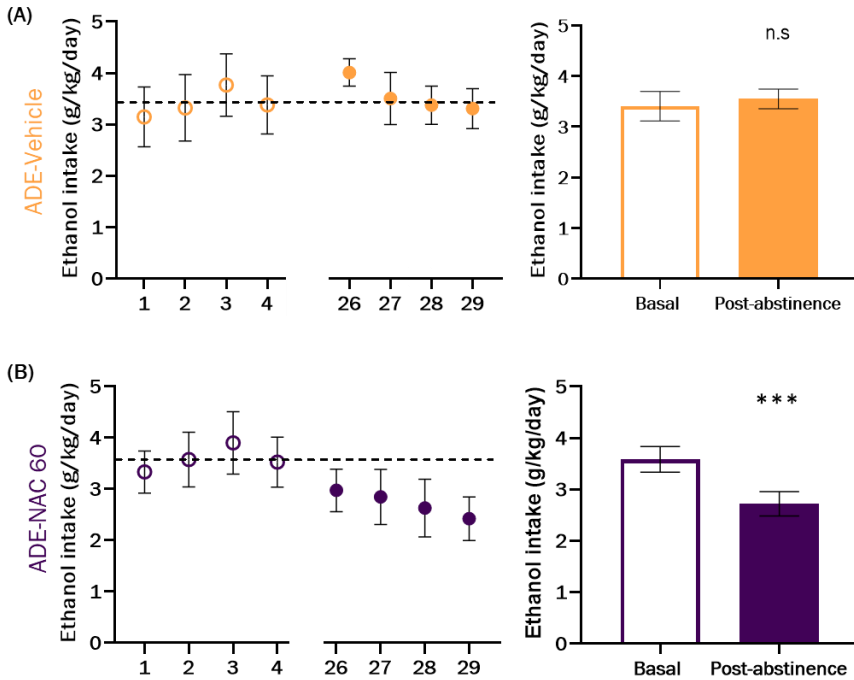 (A)
ADE-Vehicle
Ethanol intake (g/kg/day)
5
4
3
2
1
0
1 2 3 4 26 27 28 29
Ethanol intake (g/kg/day)
5
4
3
2
1
0
n.s
Basal Post-abstinence
(B)
ADE-NAC 60
Ethanol intake (g/kg/day)
5
4
3
2
1
0
1 2 3 4 26 27 28 29
Ethanol intake (g/kg/day)
5
4
3
2
1
0
***
Basal Post-abstinence